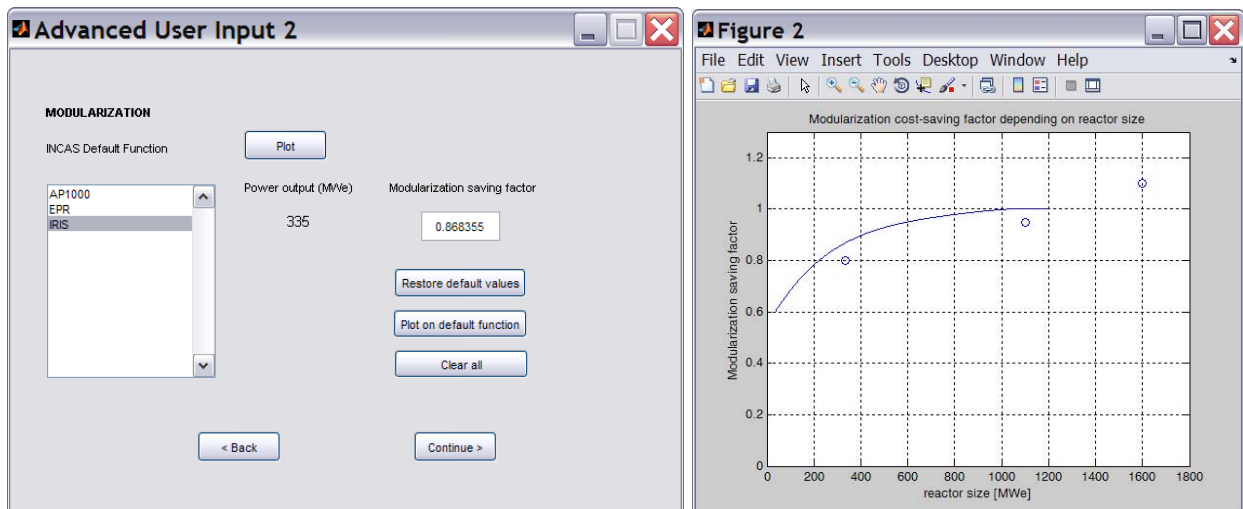 Advanced User Input 2
MODULARIZATION
INCAS Default Function
Plot
AP1000
EPR
IRIS
Power output (MWe)
335
Modularization saving factor
0.868355
Restore default values
Plot on default function
Clear all
< Back
Continue >
Figure 2
File Edit View Insert Tools Desktop Window Help
Modularization cost-saving factor depending on reactor size
Modularization saving factor
1.2
1
0.8
0.6
0.4
0.2
0
0 200 400 600 800 1000 1200 1400 1600 1800
reactor size [MWe]